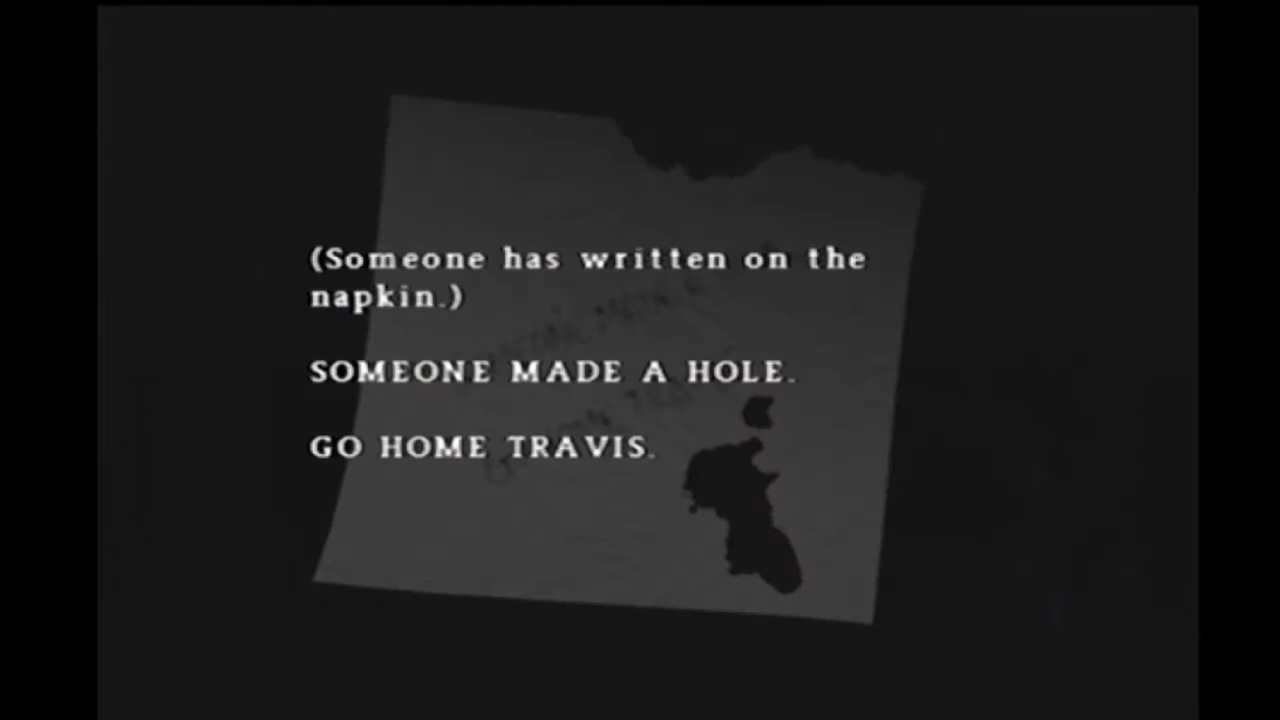 (Someone has written on the
napkin.)
SOMEONE MADE A HOLE.
GO HOME TRAVIS.